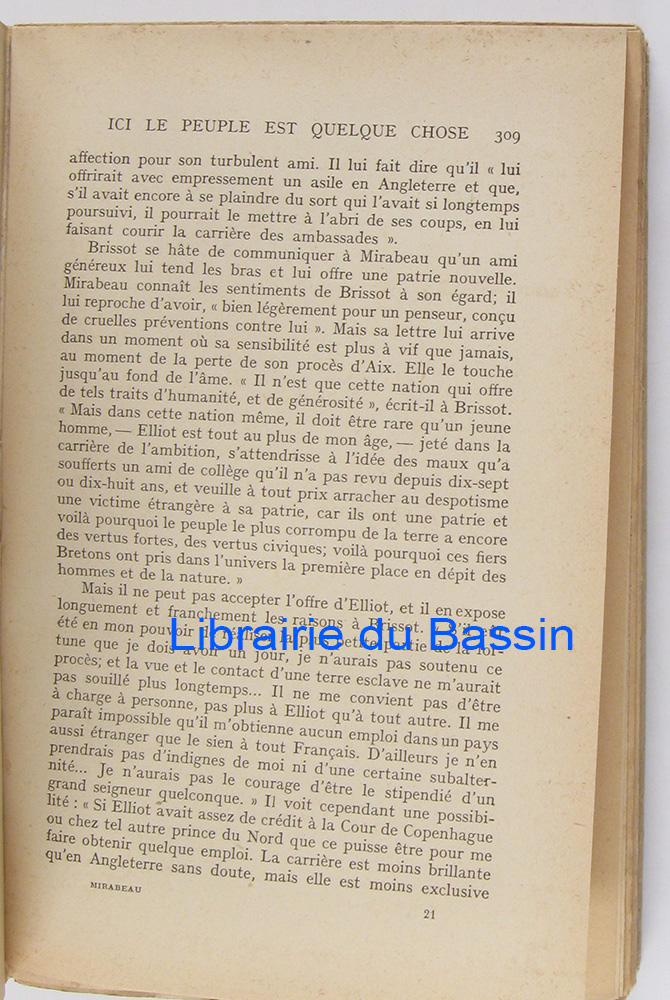 ICI LE PEUPLE EST QUELQUE CHOSE 309
affection pour son turbulent ami. Il lui fait dire qu'il « lui
offrirait avec empressement un asile en Angleterre et que,
s'il avait encore à se plaindre du sort qui l'avait si longtemps
poursuivi, il pourrait le mettre à l'abri de ses coups, en lui
faisant courir la carrière des ambassades ».
Brissot se hâte de communiquer à Mirabeau qu'un ami
généreux lui tend les bras et lui offre une patrie nouvelle.
Mirabeau connaît les sentiments de Brissot à son égard; il
lui reproche d'avoir, « bien légèrement pour un penseur, conçu
de cruelles préventions contre lui ». Mais sa lettre lui arrive
dans un moment où sa sensibilité est plus à vif que jamais,
au moment de la perte de son procès d'Aix. Elle le touche
jusqu'au fond de l'âme. « Il n'est que cette nation qui offre
de tels traits d'humanité, et de générosité », écrit-il à Brissot.
« Mais dans cette nation même, il doit être rare qu'un jeune
homme, — Elliot est tout au plus de mon âge, — jeté dans la
carrière de l'ambition, s'attendrisse à l'idée des maux qu'a
soufferts un ami de collège qu'il n'a pas revu depuis dix-sept
ou dix-huit ans, et veuille à tout prix arracher au despotisme
une victime étrangère à sa patrie, car ils ont une patrie et
voilà pourquoi le peuple le plus corrompu de la terre a encore
des vertus fortes, des vertus civiques; voilà pourquoi ces fiers
Bretons ont pris dans l'univers la première place en dépit des
hommes et de la nature. »
Mais il ne peut pas accepter l'offre d'Elliot, et il en expose
longuement et franchement les raisons à Brissot. « S'il eût
été en mon pouvoir de réaliser la plus petite partie de la for-
tune que je dois avoir un jour, je n'aurais pas soutenu ce
procès; et la vue et le contact d'une terre esclave ne m'aurait
pas souillé plus longtemps... Il ne me convient pas d'être
à charge à personne, pas plus à Elliot qu'à tout autre. Il me
paraît impossible qu'il m'obtienne aucun emploi dans un pays
aussi étranger que le sien à tout Français. D'ailleurs je n'en
prendrais pas d'indignes de moi ni d'une certaine subalter-
nité... Je n'aurais pas le courage d'être le stipendié d'un
grand seigneur quelconque. » Il voit cependant une possibi-
lité : « Si Elliot avait assez de crédit à la Cour de Copenhague
ou chez tel autre prince du Nord que ce puisse être pour me
faire obtenir quelque emploi. La carrière est moins brillante
qu'en Angleterre sans doute, mais elle est moins exclusive
MIRABEAU
21
Librairie du Bassin